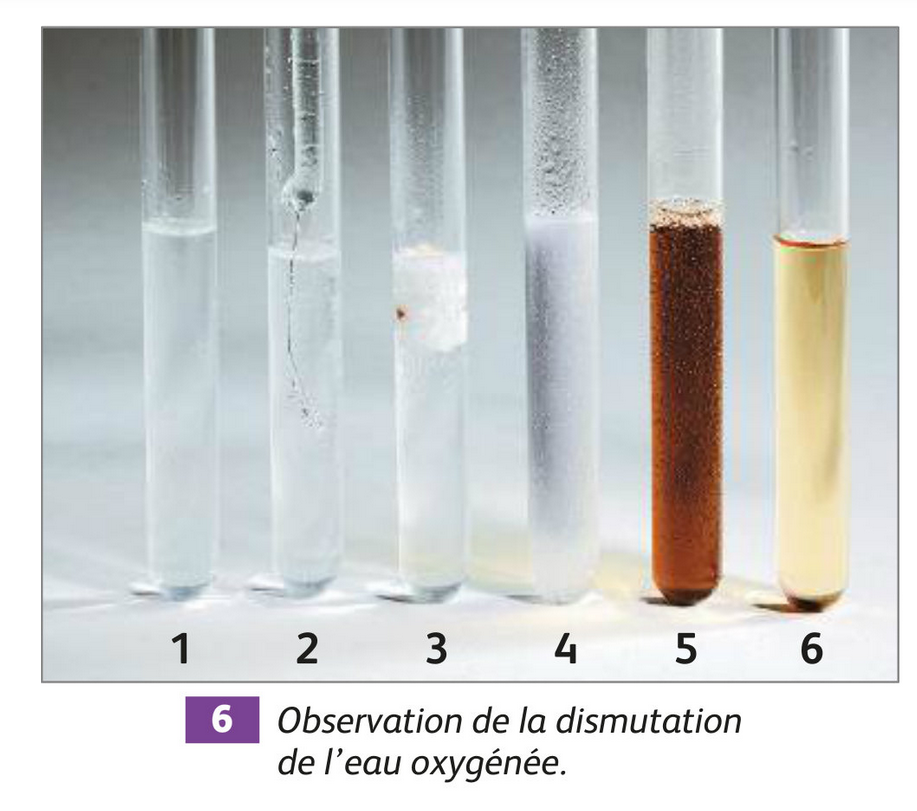 1 2 3 4 5 6
6 Observation de la dismutation
de l'eau oxygénée.